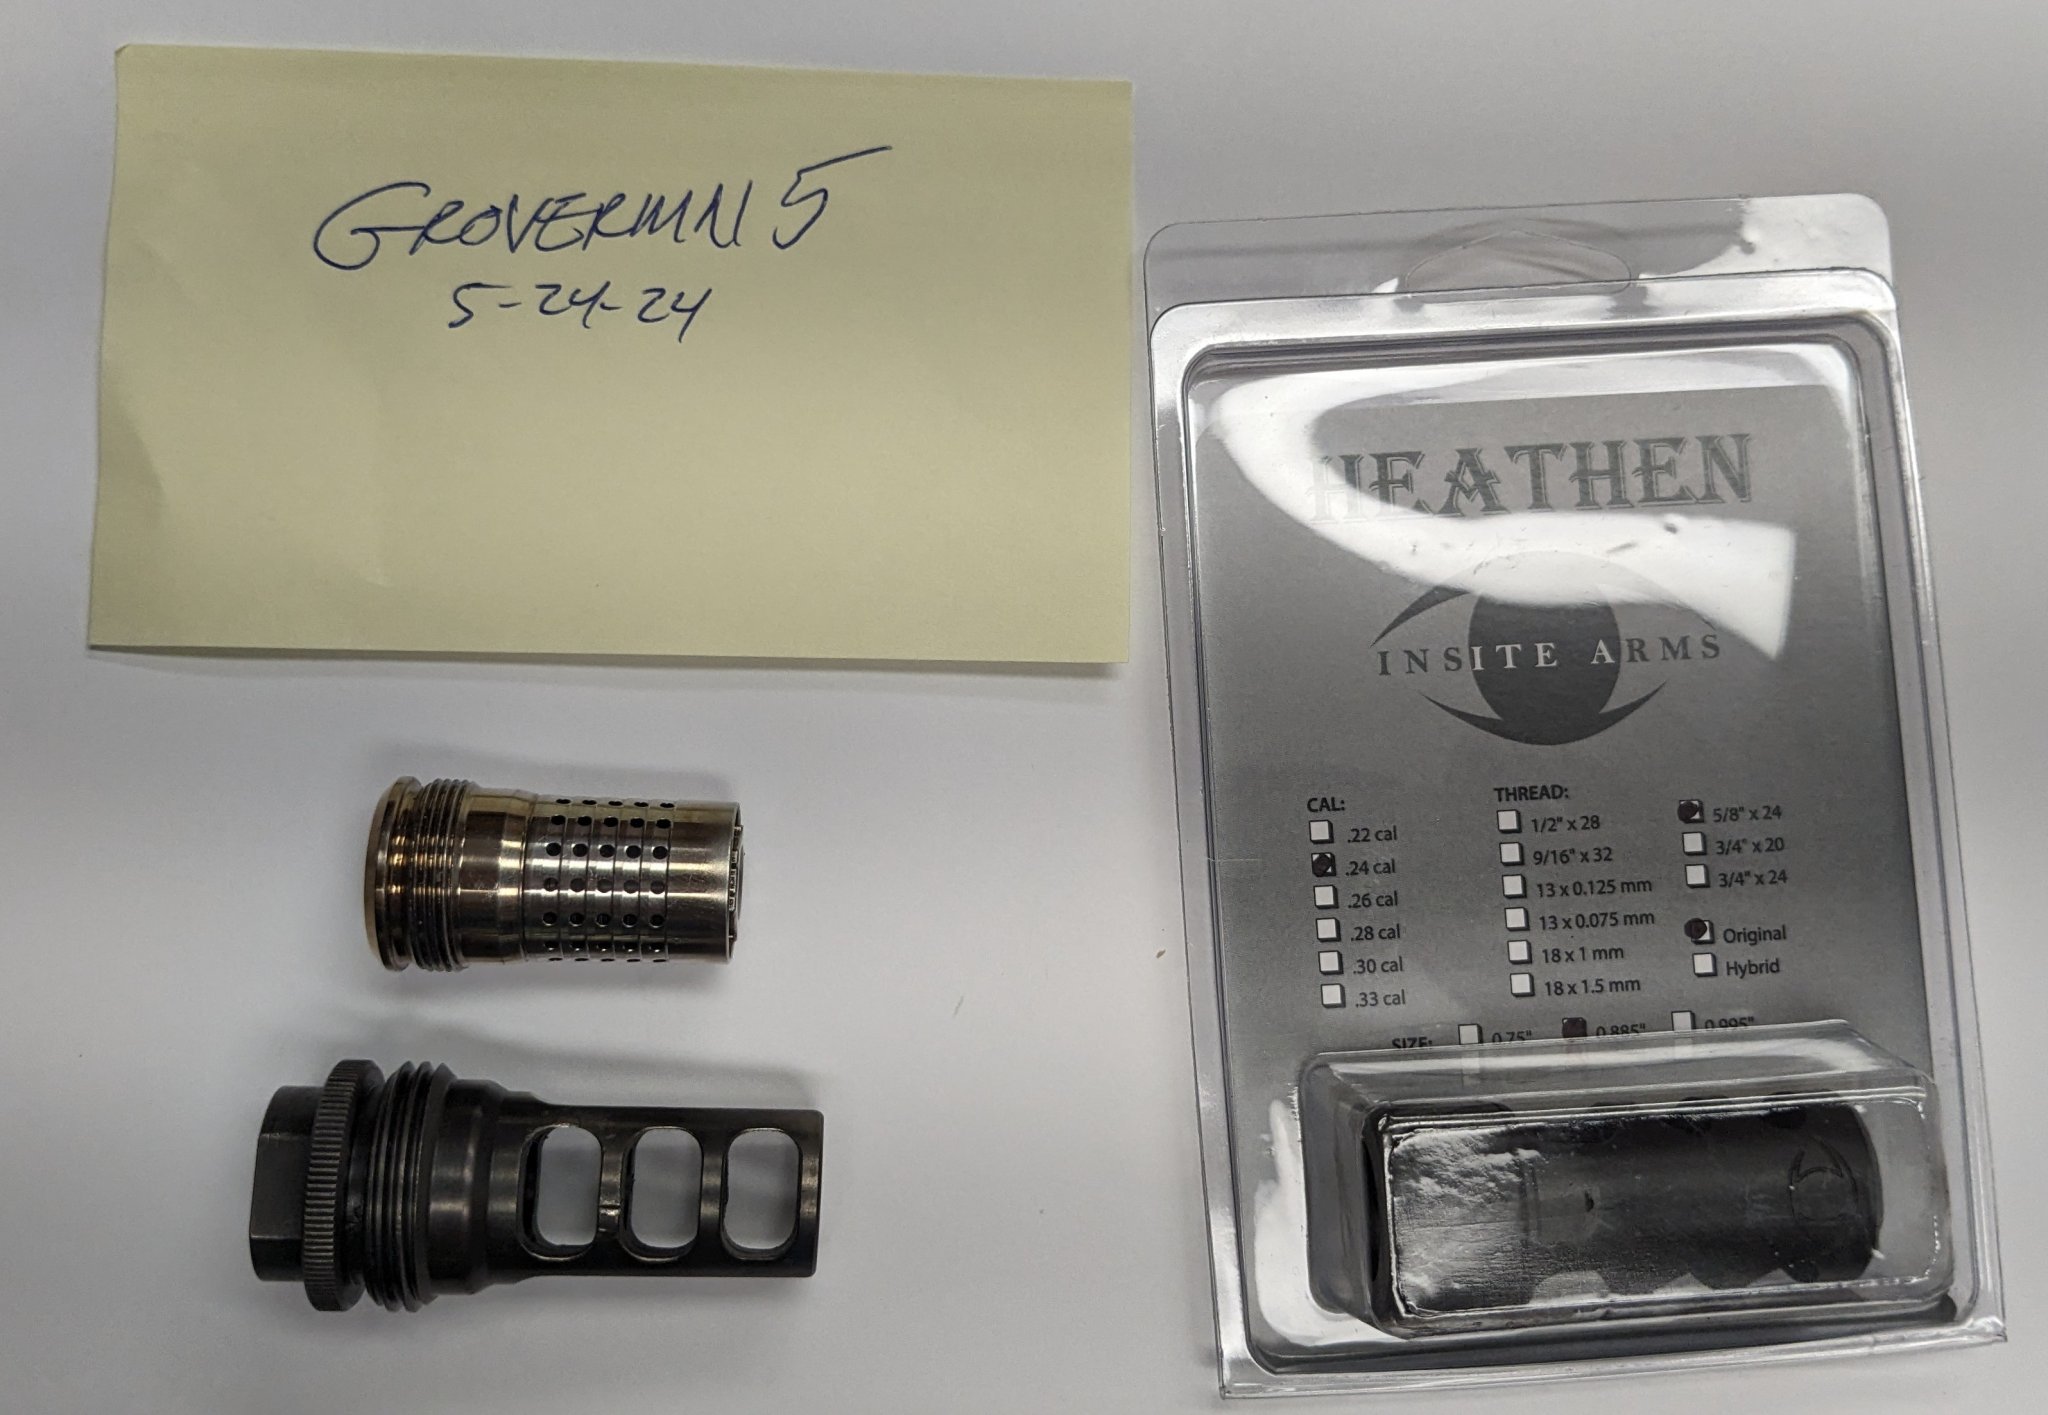 GROVERMN5
5-24-24
HEATHEN
INSITE ARMS
CAL:
.22 cal
.24 cal
.26 cal
.28 cal
.30 cal
.33 cal
THREAD:
1/2" x 28
9/16" x 32
13 x 0.125 mm
13 x 0.075 mm
18 x 1 mm
18 x 1.5 mm
5/8" x 24
3/4" x 20
3/4" x 24
Original
Hybrid
SIZE: 0.75" 0.885" 0.995"